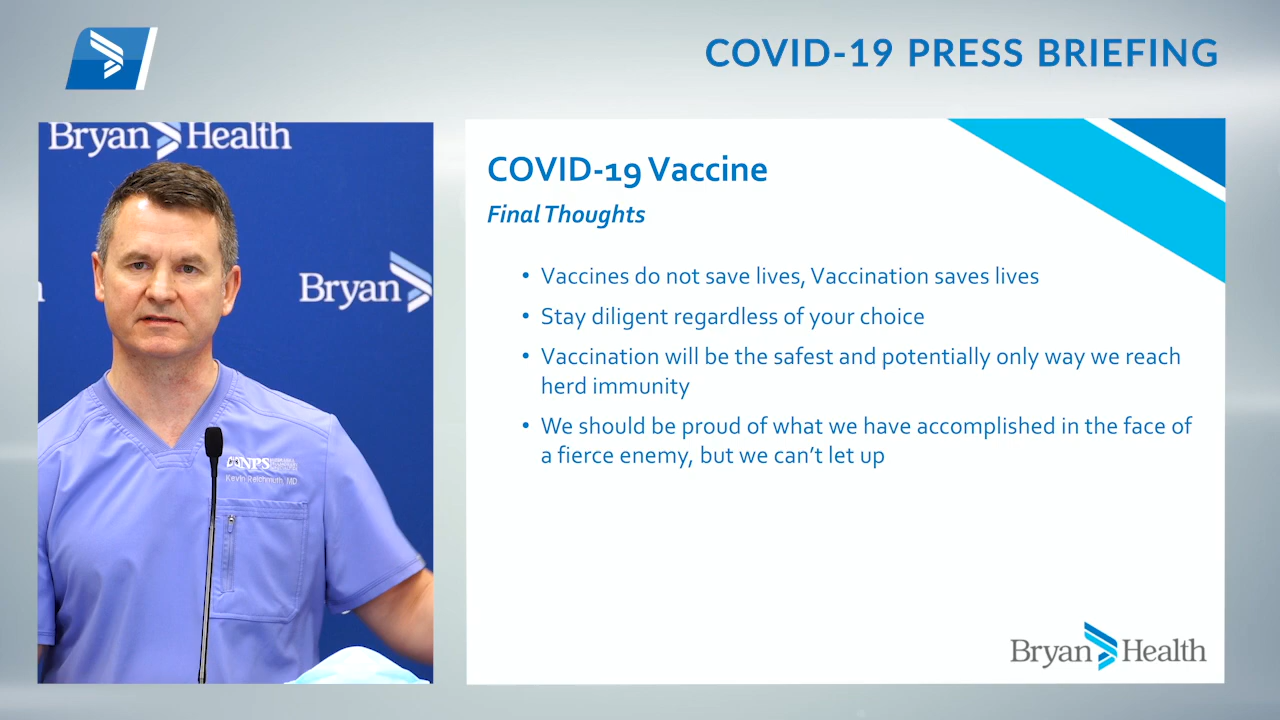 COVID-19 PRESS BRIEFING
Bryan Health
Bryan
NPS
Kevin Reichmuth, MD
COVID-19 Vaccine
Final Thoughts
• Vaccines do not save lives, Vaccination saves lives
• Stay diligent regardless of your choice
• Vaccination will be the safest and potentially only way we reach
herd immunity
• We should be proud of what we have accomplished in the face of
a fierce enemy, but we can't let up
Bryan Health